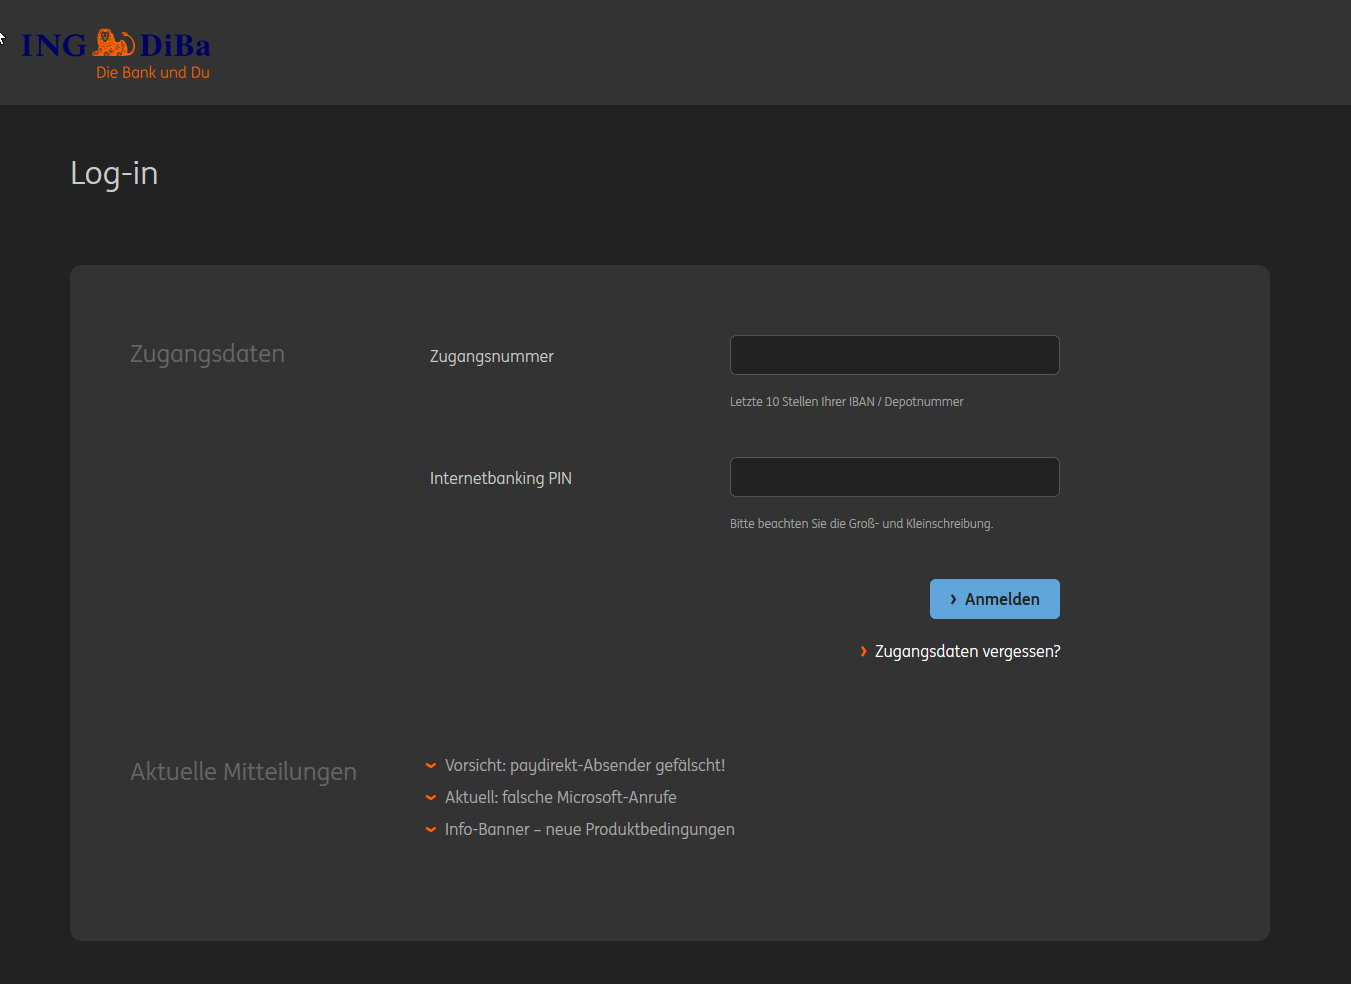 ING DiBa
Die Bank und Du
Log-in
Zugangsdaten
Zugangsnummer
Letzte 10 Stellen Ihrer IBAN / Depotnummer
Internetbanking PIN
Bitte beachten Sie die Groß- und Kleinschreibung.
Anmelden
Zugangsdaten vergessen?
Aktuelle Mitteilungen
Vorsicht: paydirekt-Absender gefälscht!
Aktuell: falsche Microsoft-Anrufe
Info-Banner – neue Produktbedingungen